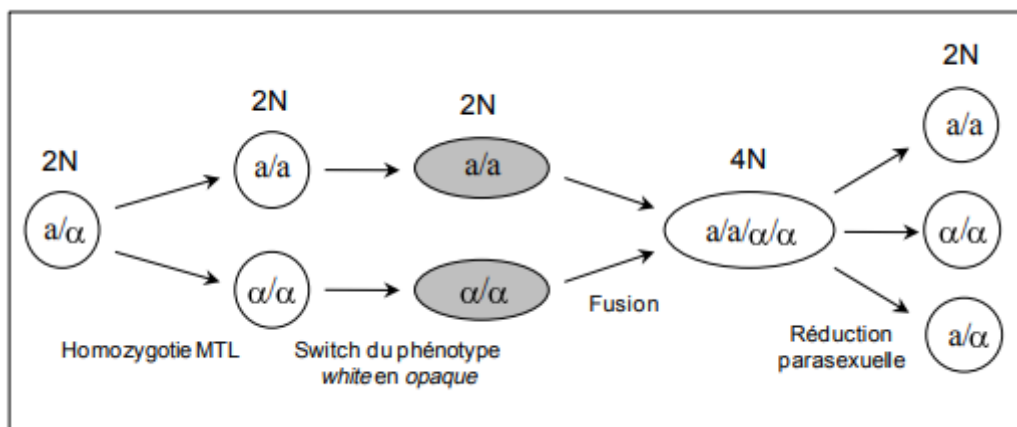 2N
2N
2N
2N
4N
a/α
a/a
α/α
a/a
α/α
a/a/α/α
a/a
α/α
a/α
Homozygotie MTL
Switch du phénotype
white en opaque
Fusion
Réduction
parasexuelle